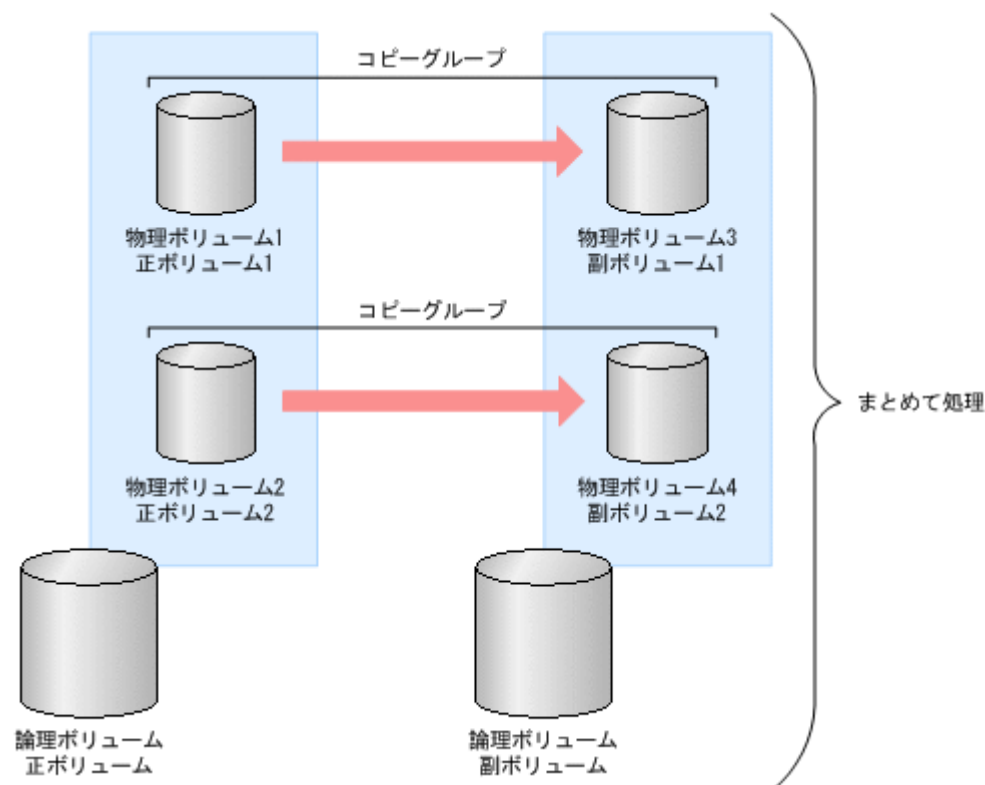 コピーグループ
物理ボリューム1
正ボリューム1
物理ボリューム3
副ボリューム1
コピーグループ
物理ボリューム2
正ボリューム2
物理ボリューム4
副ボリューム2
まとめて処理
論理ボリューム
正ボリューム
論理ボリューム
副ボリューム